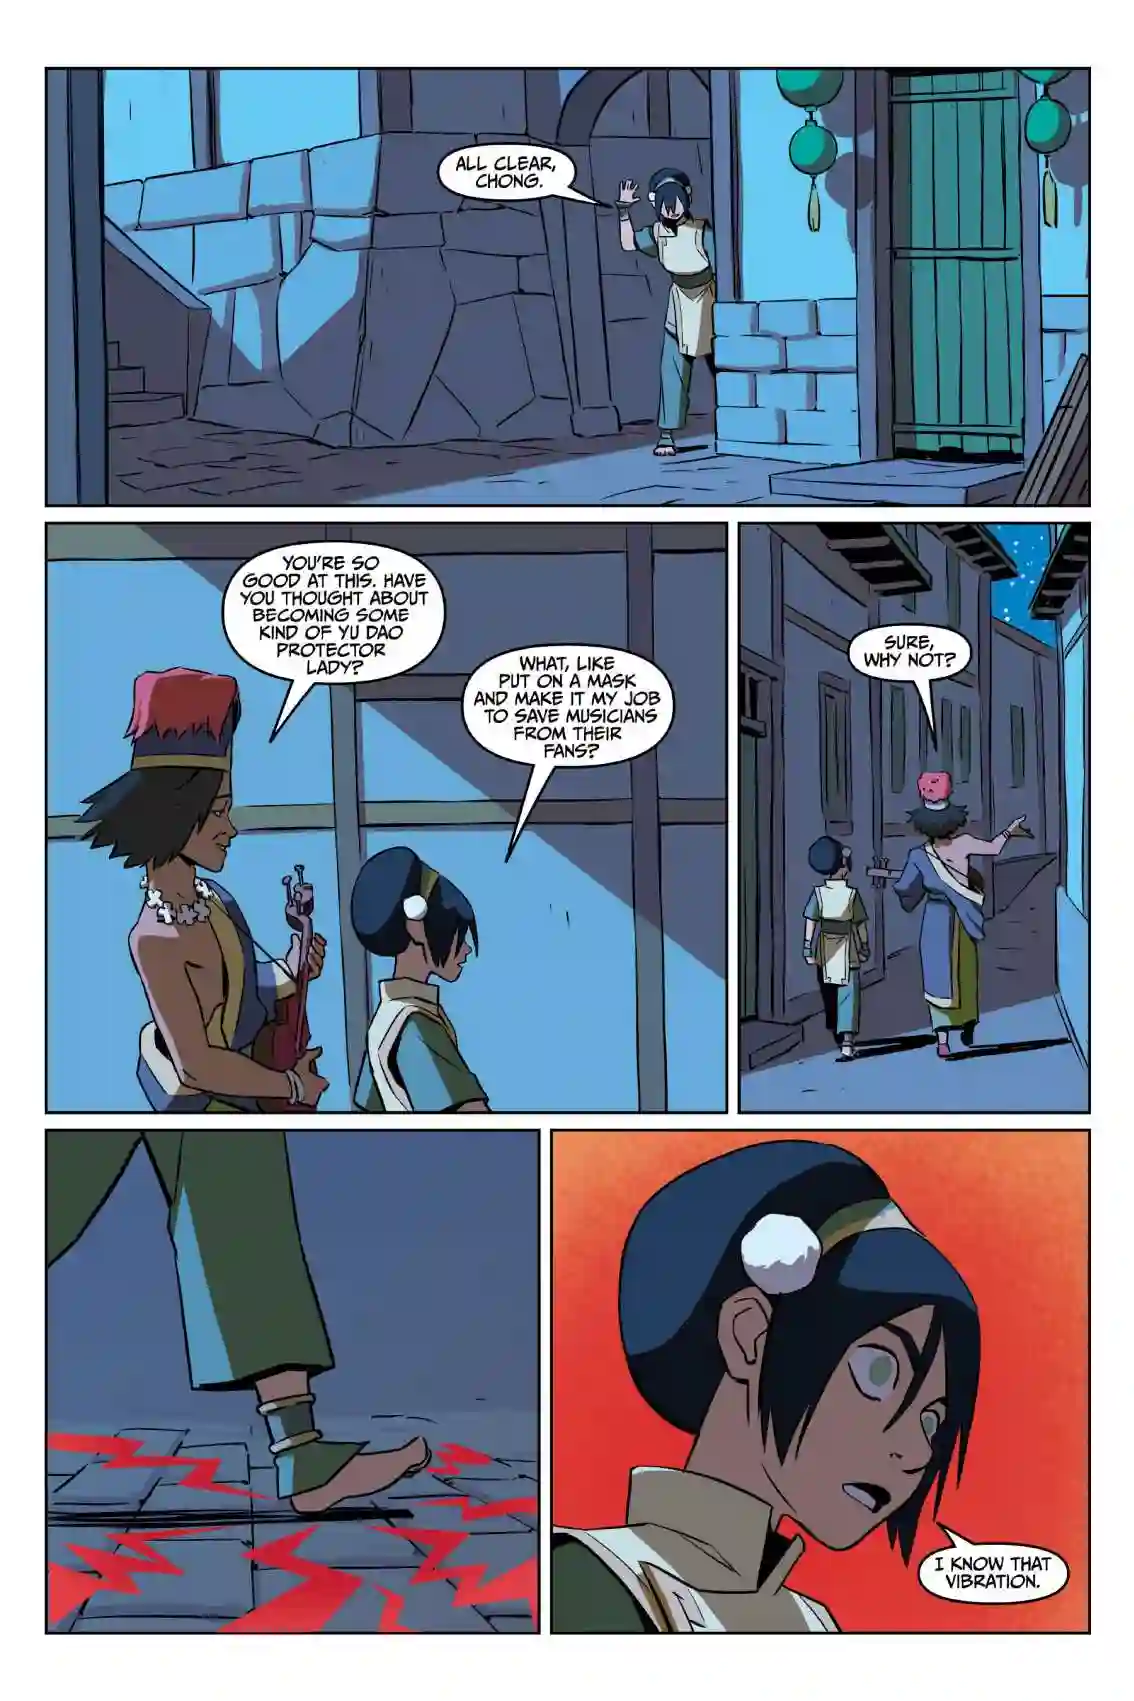 ALL CLEAR,
CHONG.
YOU'RE SO
GOOD AT THIS. HAVE
YOU THOUGHT ABOUT
BECOMING SOME
KIND OF YU DAO
PROTECTOR
LADY?
WHAT, LIKE
PUT ON A MASK
AND MAKE IT MY JOB
TO SAVE MUSICIANS
FROM THEIR
FANS?
SURE,
WHY NOT?
I KNOW THAT
VIBRATION.